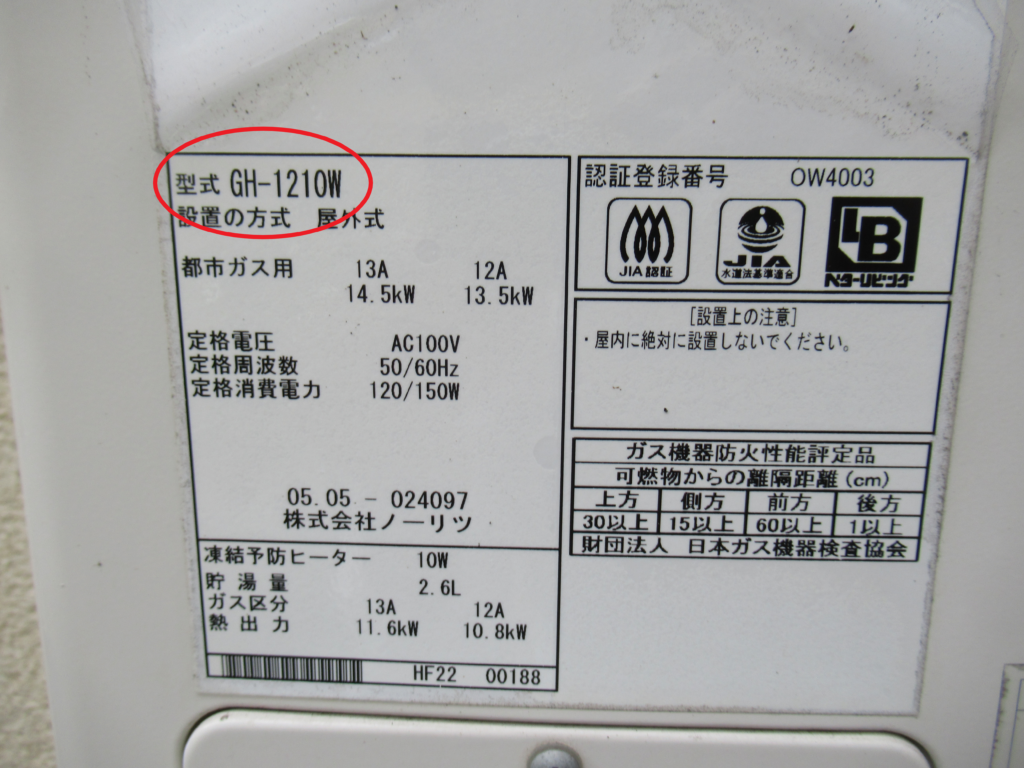 型式 GH-1210W
設置の方式 屋外式
都市ガス用 13A 12A
14.5kW 13.5kW
定格電圧 AC100V
定格周波数 50/60Hz
定格消費電力 120/150W
05.05 - 024097
株式会社ノーリツ
凍結予防ヒーター 10W
貯湯量 2.6L
ガス区分 13A 12A
熱出力 11.6kW 10.8kW
HF22 00188
認証登録番号 OW4003
JIA認証
JIA
水道法基準適合
LB
ベターリビング
[設置上の注意]
・屋内に絶対に設置しないでください。
ガス機器防火性能評定品
可燃物からの離隔距離(cm)
上方 側方 前方 後方
30以上 15以上 60以上 1以上
財団法人 日本ガス機器検査協会